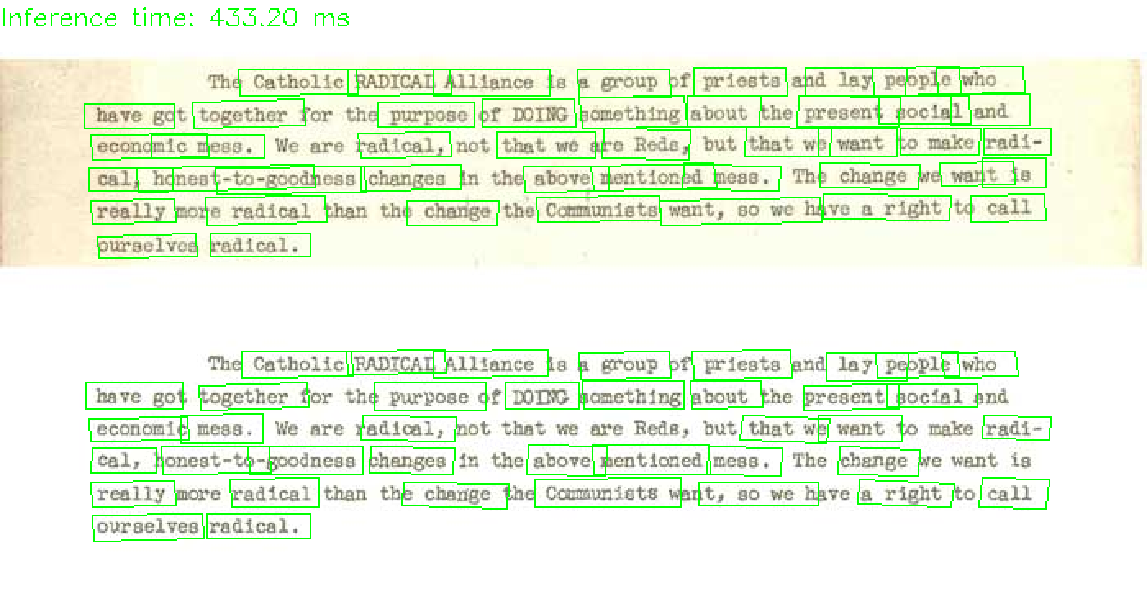 Inference time: 433.20 ms
The Catholic RADICAL Alliance is a group of priests and lay people who
have got together for the purpose of DOING something about the present social and
economic mess. We are radical, not that we are Reds, but that we want to make radi-
cal, honest-to-goodness changes in the above mentioned mess. The change we want is
really more radical than the change the Communists want, so we have a right to call
ourselves radical.
The Catholic RADICAL Alliance is a group of priests and lay people who
have got together for the purpose of DOING something about the present social and
economic mess. We are radical, not that we are Reds, but that we want to make radi-
cal, honest-to-goodness changes in the above mentioned mess. The change we want is
really more radical than the change the Communists want, so we have a right to call
ourselves radical.